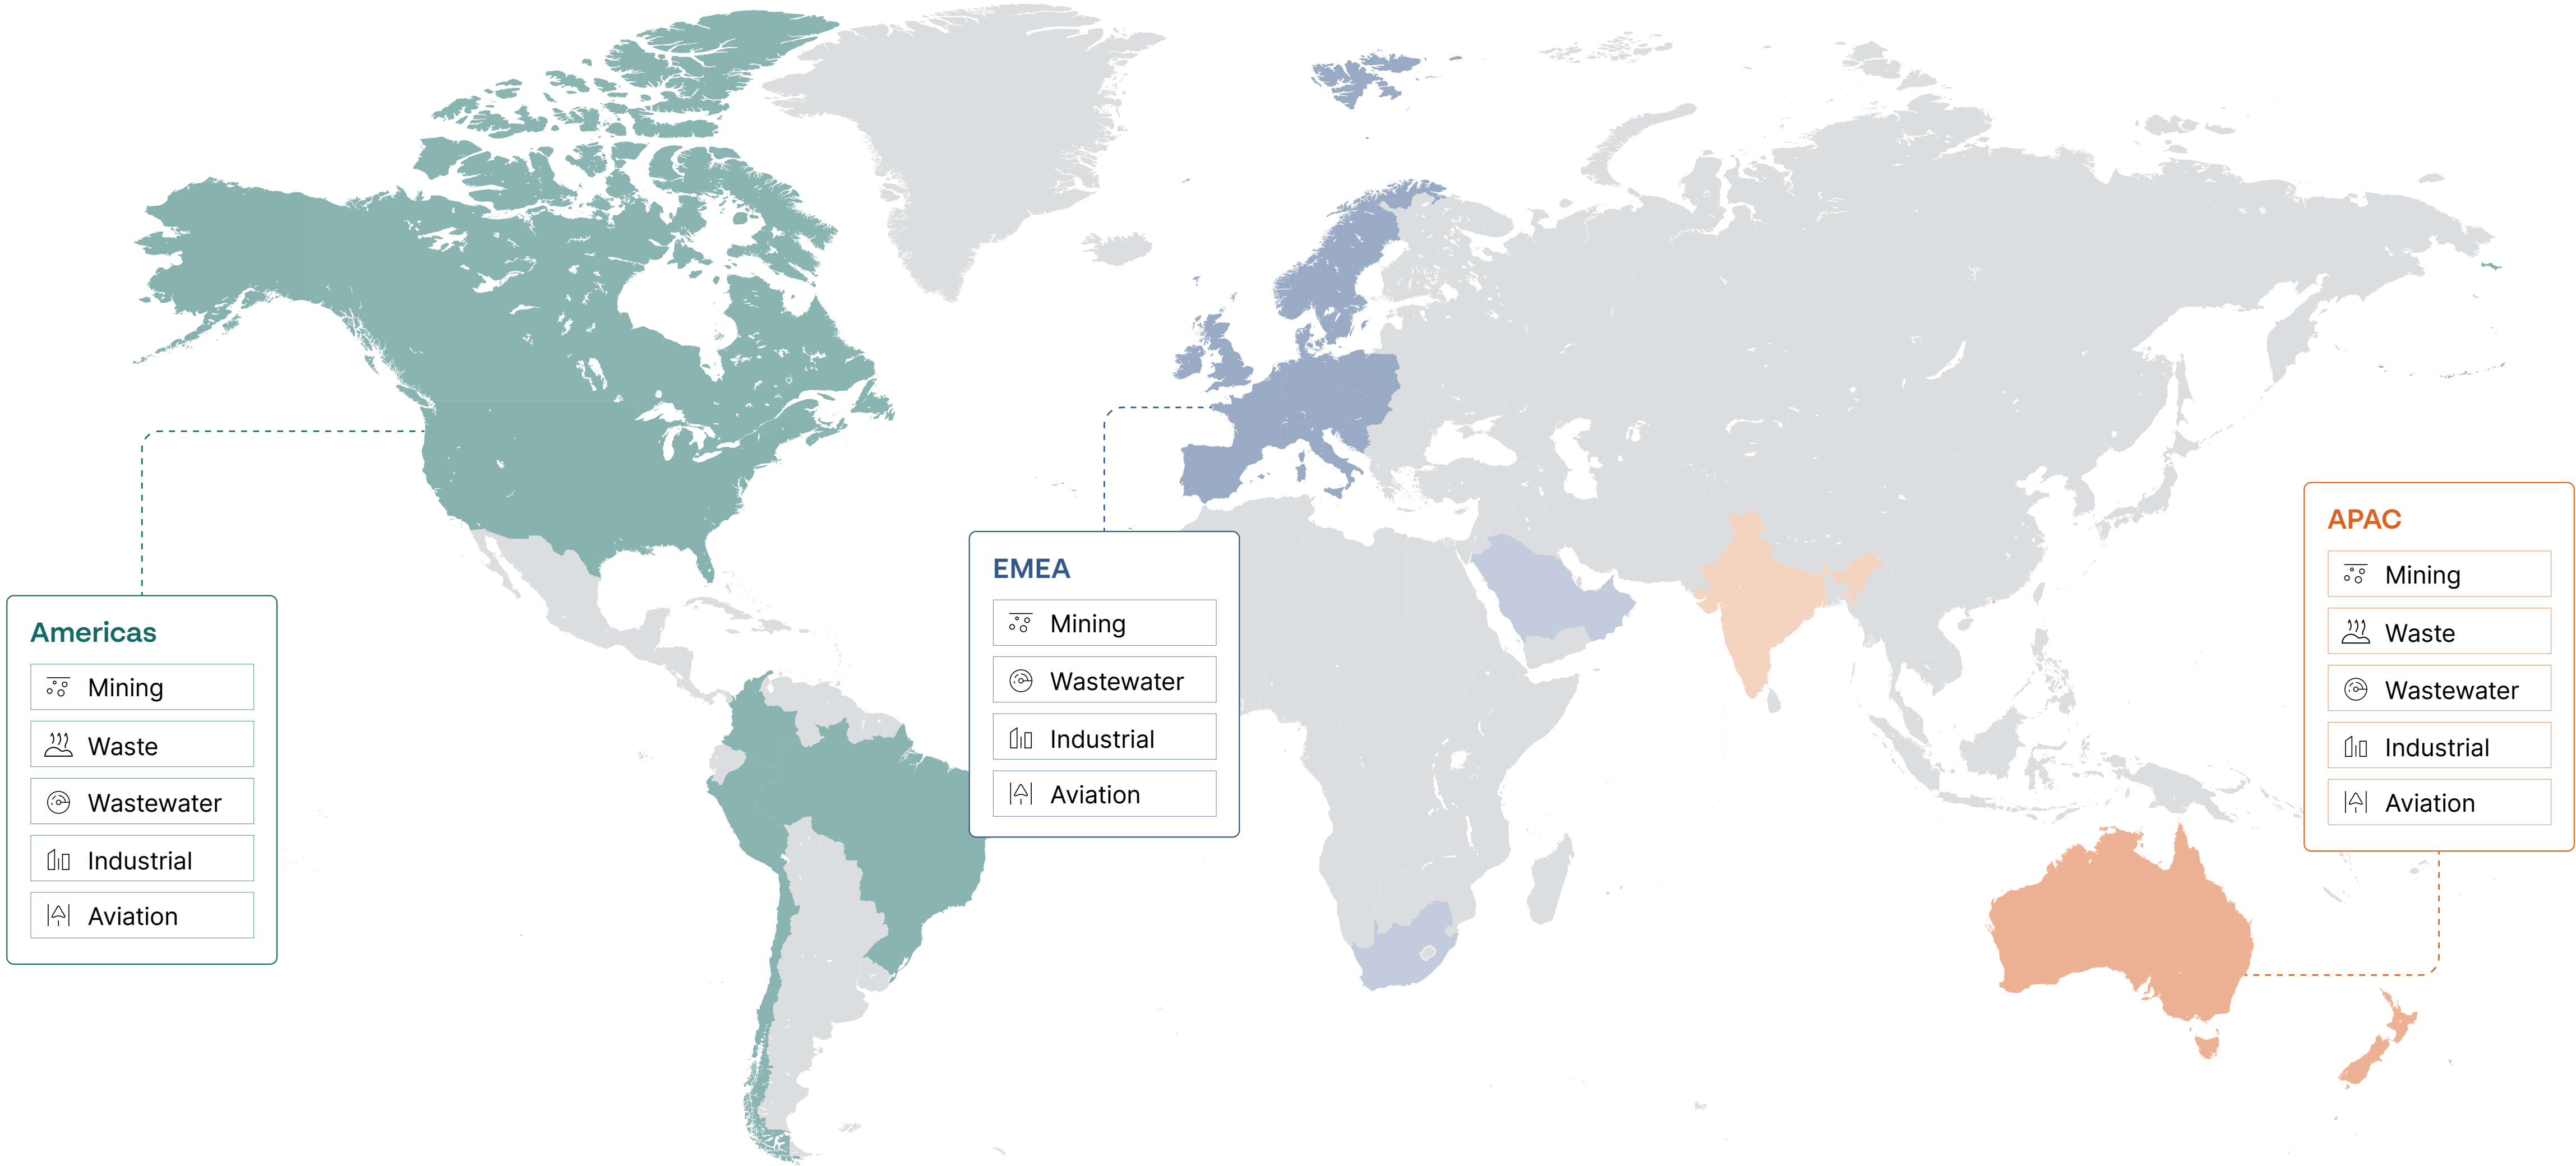 Americas
Mining
Waste
Wastewater
Industrial
Aviation
EMEA
Mining
Wastewater
Industrial
Aviation
APAC
Mining
Waste
Wastewater
Industrial
Aviation